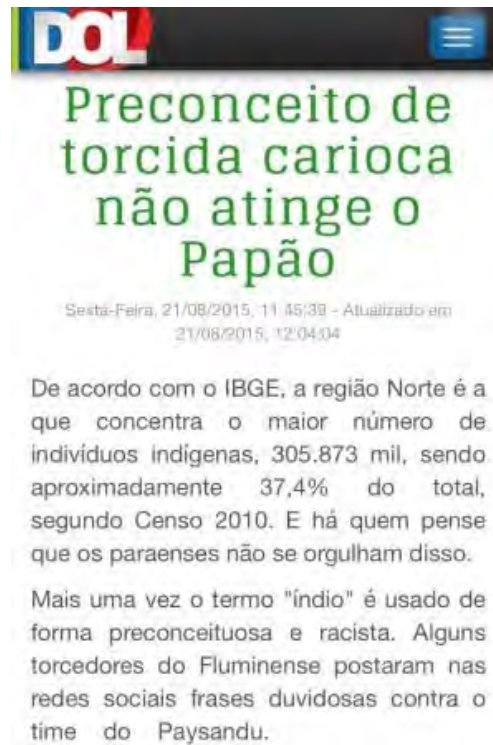 DOL
Preconceito de
torcida carioca
não atinge o
Papão
Sexta-Feira, 21/08/2015, 11:45:39 - Atualizado em
21/08/2015, 12:04:04
De acordo com o IBGE, a região Norte é a
que concentra o maior número de
indivíduos indígenas, 305.873 mil, sendo
aproximadamente 37,4% do total,
segundo Censo 2010. E há quem pense
que os paraenses não se orgulham disso.
Mais uma vez o termo "índio" é usado de
forma preconceituosa e racista. Alguns
torcedores do Fluminense postaram nas
redes sociais frases duvidosas contra o
time do Paysandu.